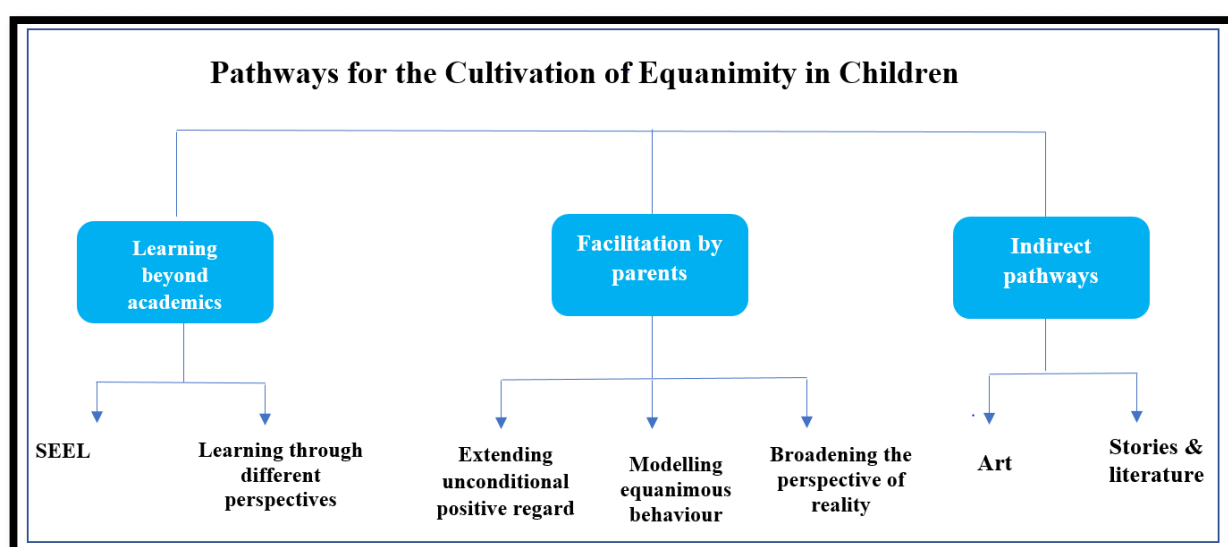 Pathways for the Cultivation of Equanimity in Children
Learning
beyond
academics
Facilitation by
parents
Indirect
pathways
SEEL
Learning through
different
perspectives
Extending
unconditional
positive regard
Modelling
equanimous
behaviour
Broadening the
perspective of
reality
Art
Stories &
literature